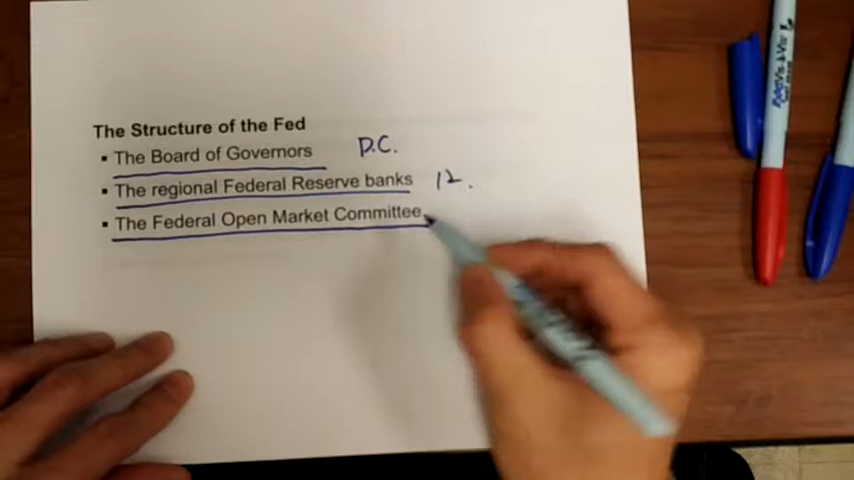 The Structure of the Fed
▪ The Board of Governors D.C.
▪ The regional Federal Reserve banks 12.
▪ The Federal Open Market Committee